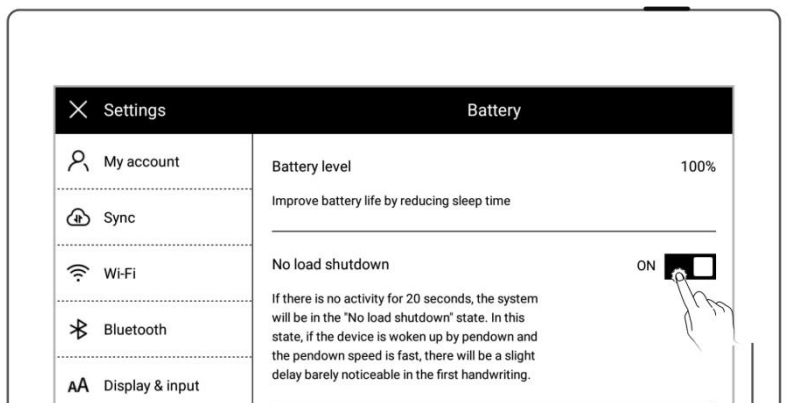 Settings
Battery
My account
Sync
Wi-Fi
Bluetooth
AA Display & input
Battery level 100%
Improve battery life by reducing sleep time
No load shutdown ON
If there is no activity for 20 seconds, the system
will be in the "No load shutdown" state. In this
state, if the device is woken up by pendown and
the pendown speed is fast, there will be a slight
delay barely noticeable in the first handwriting.